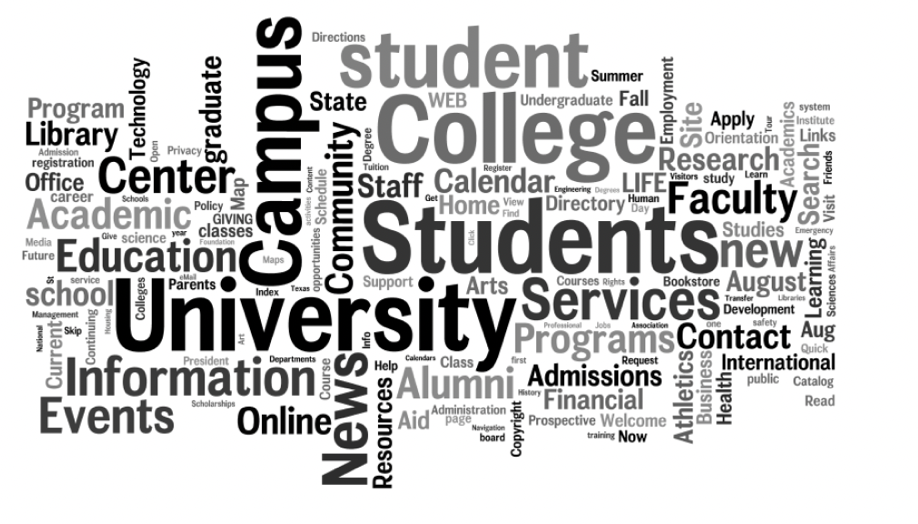 Campus
Directions
student
Summer
Technology
graduate
State
WEB
College
Undergraduate
Fall
Employment
Site
Apply
Tour
Academics
system
Institute
Program
Library
Admission
registration
Open
Privacy
Community
Degree
Orientation
Links
Research
Search
Friends
Office
career
Center
Schools
Map
Content
activities
Schedule
Tuition
Staff
Calendar
Register
Engineering
Degrees
LIFE
Visitors
study
Learn
Faculty
Visit
Academic
Policy
GIVING
classes
Get
Home
View
Find
Directory
Human
Day
Emergency
Media
Future
Give
science
year
Foundation
Education
Maps
opportunities
Students
Click
Studies
new
Learning
Affairs
Sciences
St
service
school
Colleges
eMail
Parents
Index
Texas
Support
Arts
Courses
Rights
Bookstore
August
Transfer
Libraries
Management
University
Services
Development
National
Skip
Continuing
Housing
Art
Info
Professional
Jobs
Association
one
safety
Aug
Programs
Contact
Quick
Current
President
Departments
Course
News
Help
Calendars
Class
first
Request
International
Information
Alumni
Admissions
Athletics
Business
Health
public
Catalog
Read
Events
Scholarships
Online
Resources
Aid
Administration
page
History
Financial
Navigation
board
Copyright
Prospective
Welcome
training
Now